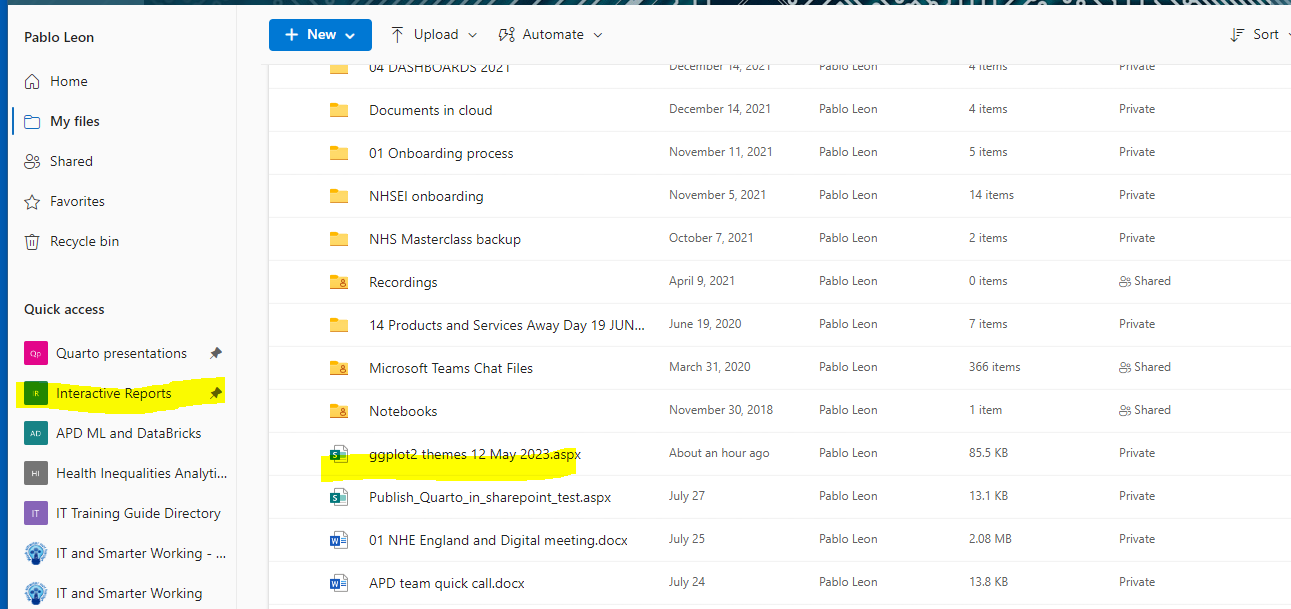 Pablo Leon
Home
My files
Shared
Favorites
Recycle bin
Quick access
Qp Quarto presentations
IR Interactive Reports
AD APD ML and DataBricks
HI Health Inequalities Analyti...
IT IT Training Guide Directory
IT and Smarter Working - ...
IT and Smarter Working
New Upload Automate Sort
04 DASHBOARDS 2021 December 14, 2021 Pablo Leon 4 items Private
Documents in cloud December 14, 2021 Pablo Leon 4 items Private
01 Onboarding process November 11, 2021 Pablo Leon 5 items Private
NHSEI onboarding November 5, 2021 Pablo Leon 14 items Private
NHS Masterclass backup October 7, 2021 Pablo Leon 2 items Private
Recordings April 9, 2021 Pablo Leon 0 items Shared
14 Products and Services Away Day 19 JUN... June 19, 2020 Pablo Leon 7 items Private
Microsoft Teams Chat Files March 31, 2020 Pablo Leon 366 items Shared
Notebooks November 30, 2018 Pablo Leon 1 item Shared
ggplot2 themes 12 May 2023.aspx About an hour ago Pablo Leon 85.5 KB Private
Publish_Quarto_in_sharepoint_test.aspx July 27 Pablo Leon 13.1 KB Private
01 NHE England and Digital meeting.docx July 25 Pablo Leon 2.08 MB Private
APD team quick call.docx July 24 Pablo Leon 13.8 KB Private